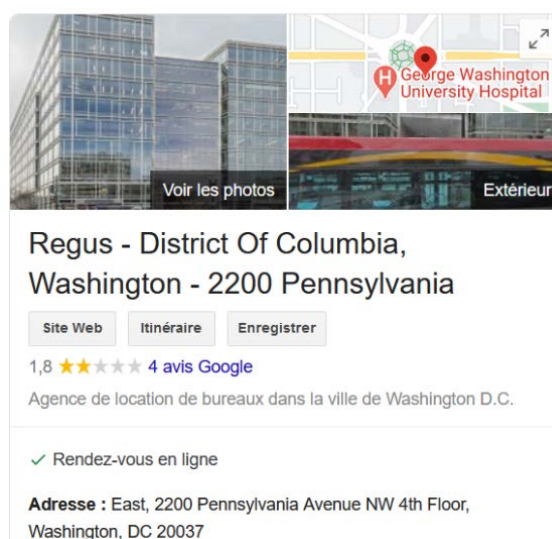 George Washington
University Hospital
Voir les photos
Extérieur
Regus - District Of Columbia,
Washington - 2200 Pennsylvania
Site Web
Itinéraire
Enregistrer
1,8 4 avis Google
Agence de location de bureaux dans la ville de Washington D.C.
Rendez-vous en ligne
Adresse : East, 2200 Pennsylvania Avenue NW 4th Floor,
Washington, DC 20037